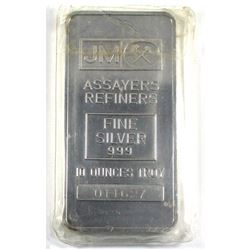 JM
ASSAYERS
REFINERS
FINE
SILVER
999
10 OUNCES TROY